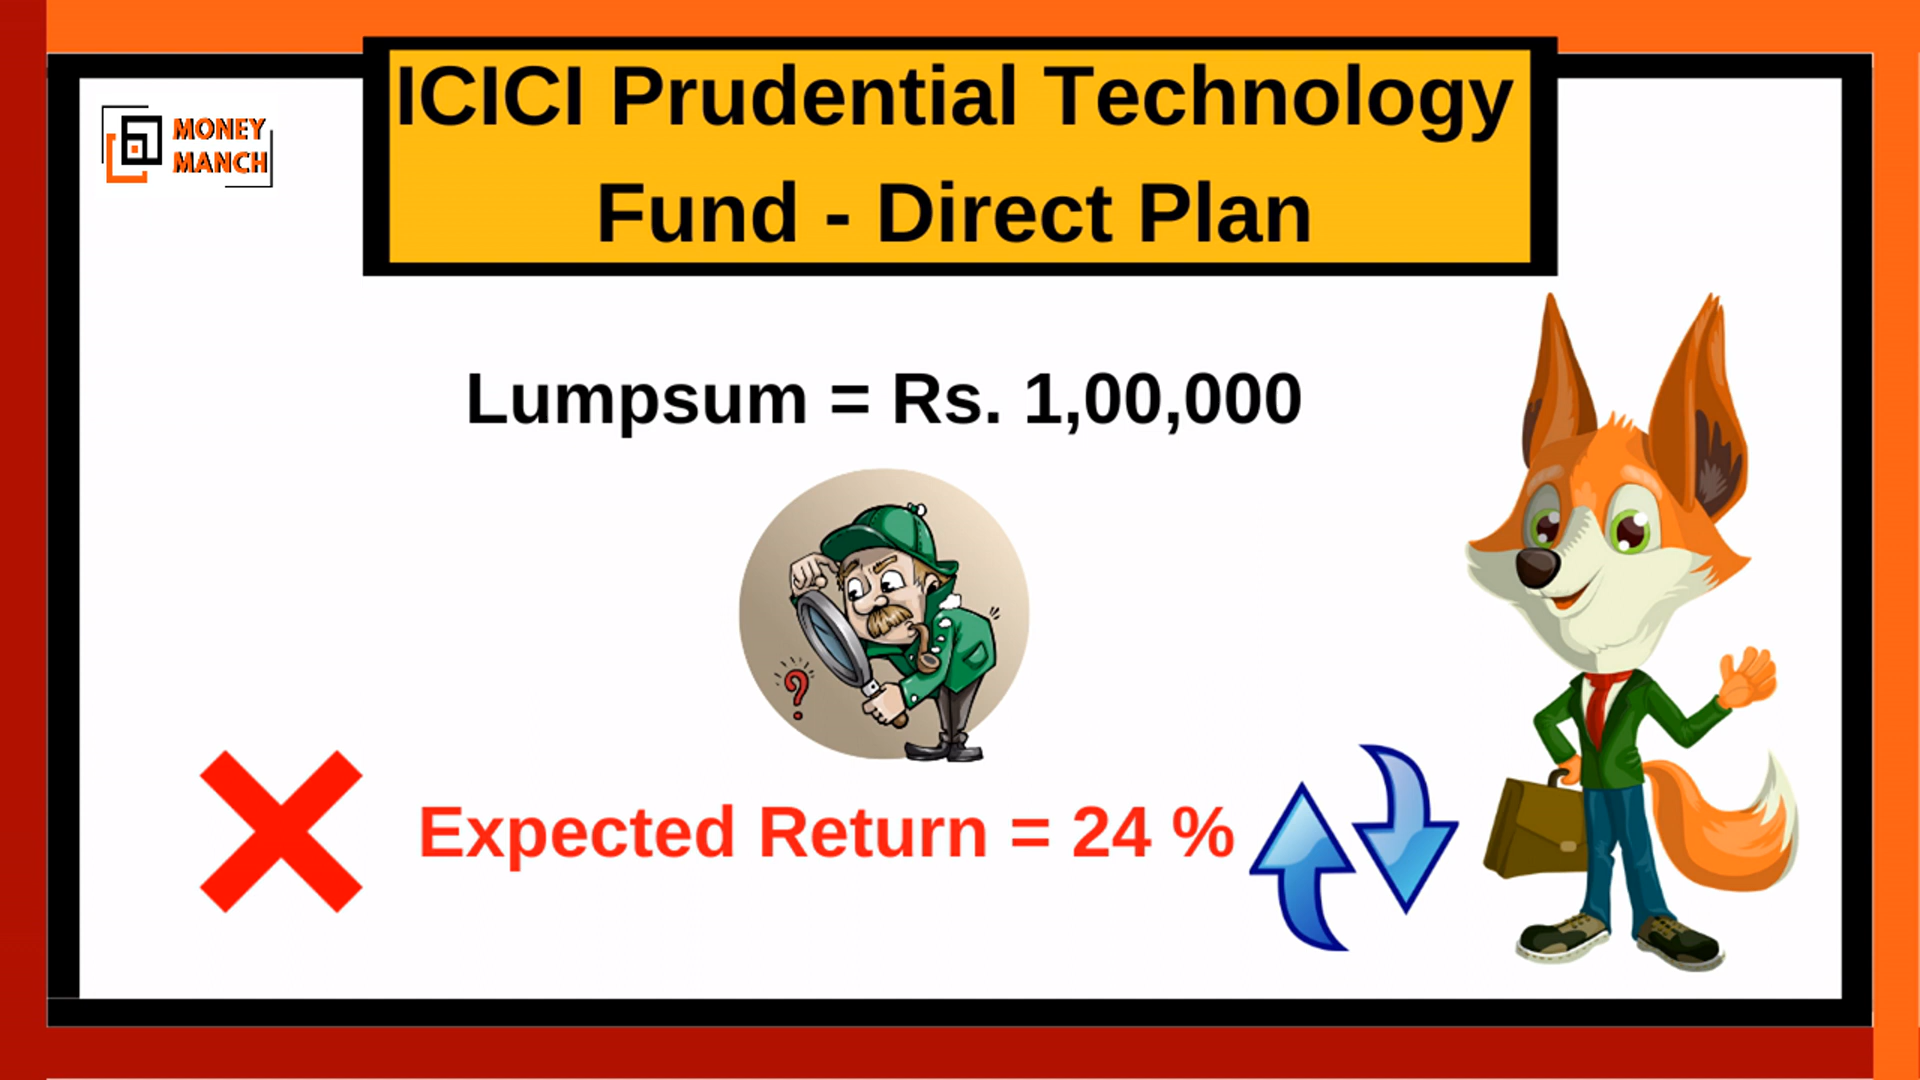 MONEY
MANCH
ICICI Prudential Technology
Fund - Direct Plan
Lumpsum = Rs. 1,00,000
?
Expected Return = 24 %